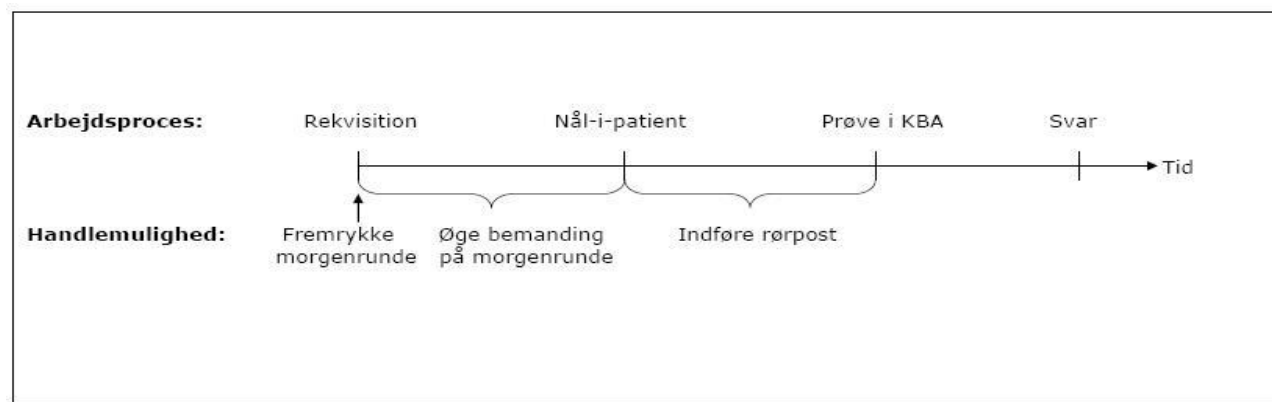 Arbejdsproces: Rekvisition Nål-i-patient Prøve i KBA Svar
Tid
Handlemulighed: Fremrykke Øge bemanding Indføre rørpost
morgenrunde på morgenrunde